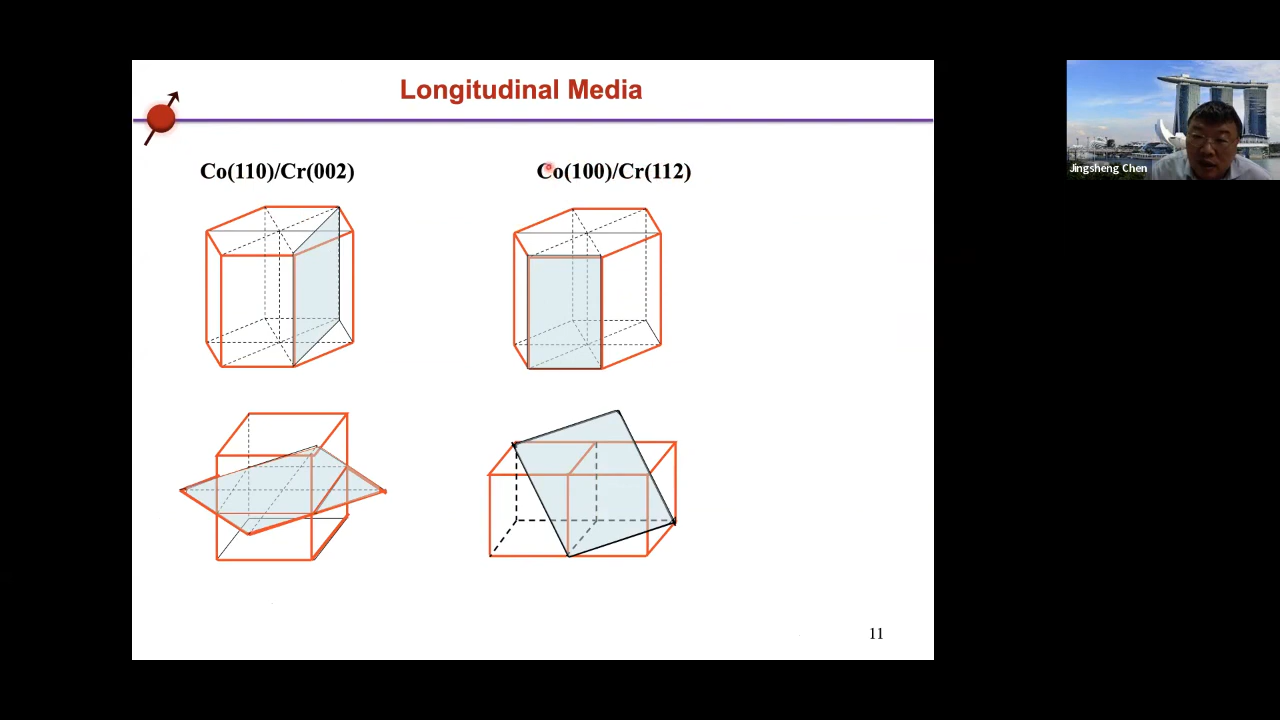 Longitudinal Media
Co(110)/Cr(002)
Co(100)/Cr(112)
Jingsheng Chen
11